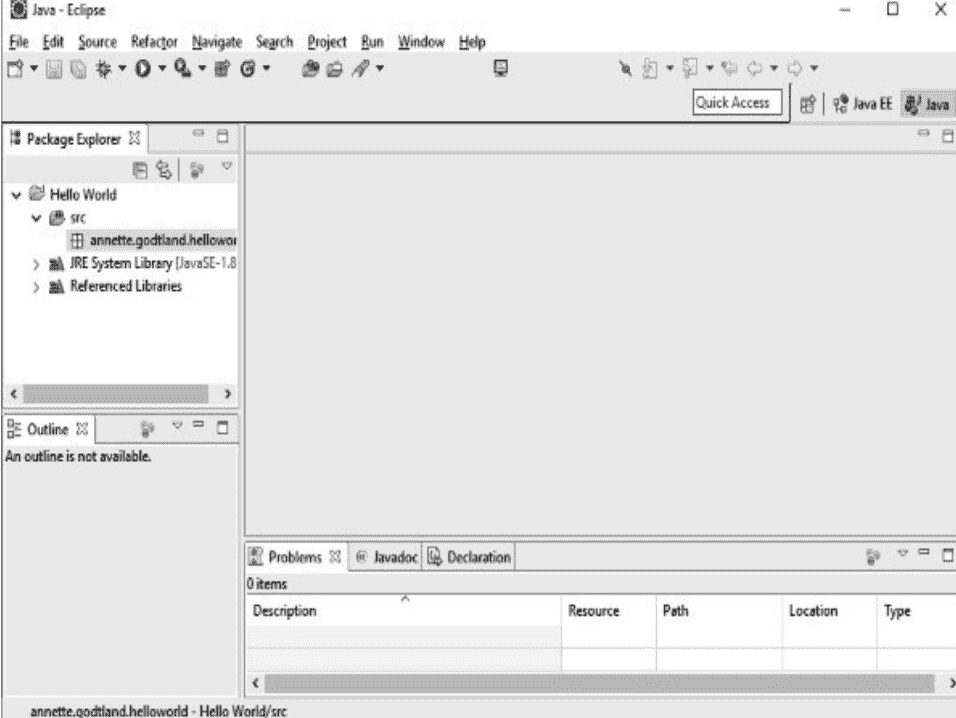 Java - Eclipse
File Edit Source Refactor Navigate Search Project Run Window Help
Quick Access
Java EE
Java
Package Explorer
Hello World
src
annette.godtland.hellowor
JRE System Library [JavaSE-1.8
Referenced Libraries
Outline
An outline is not available.
Problems
@ Javadoc
Declaration
0 items
Description Resource Path Location Type
annette.godtland.helloworld - Hello World/src